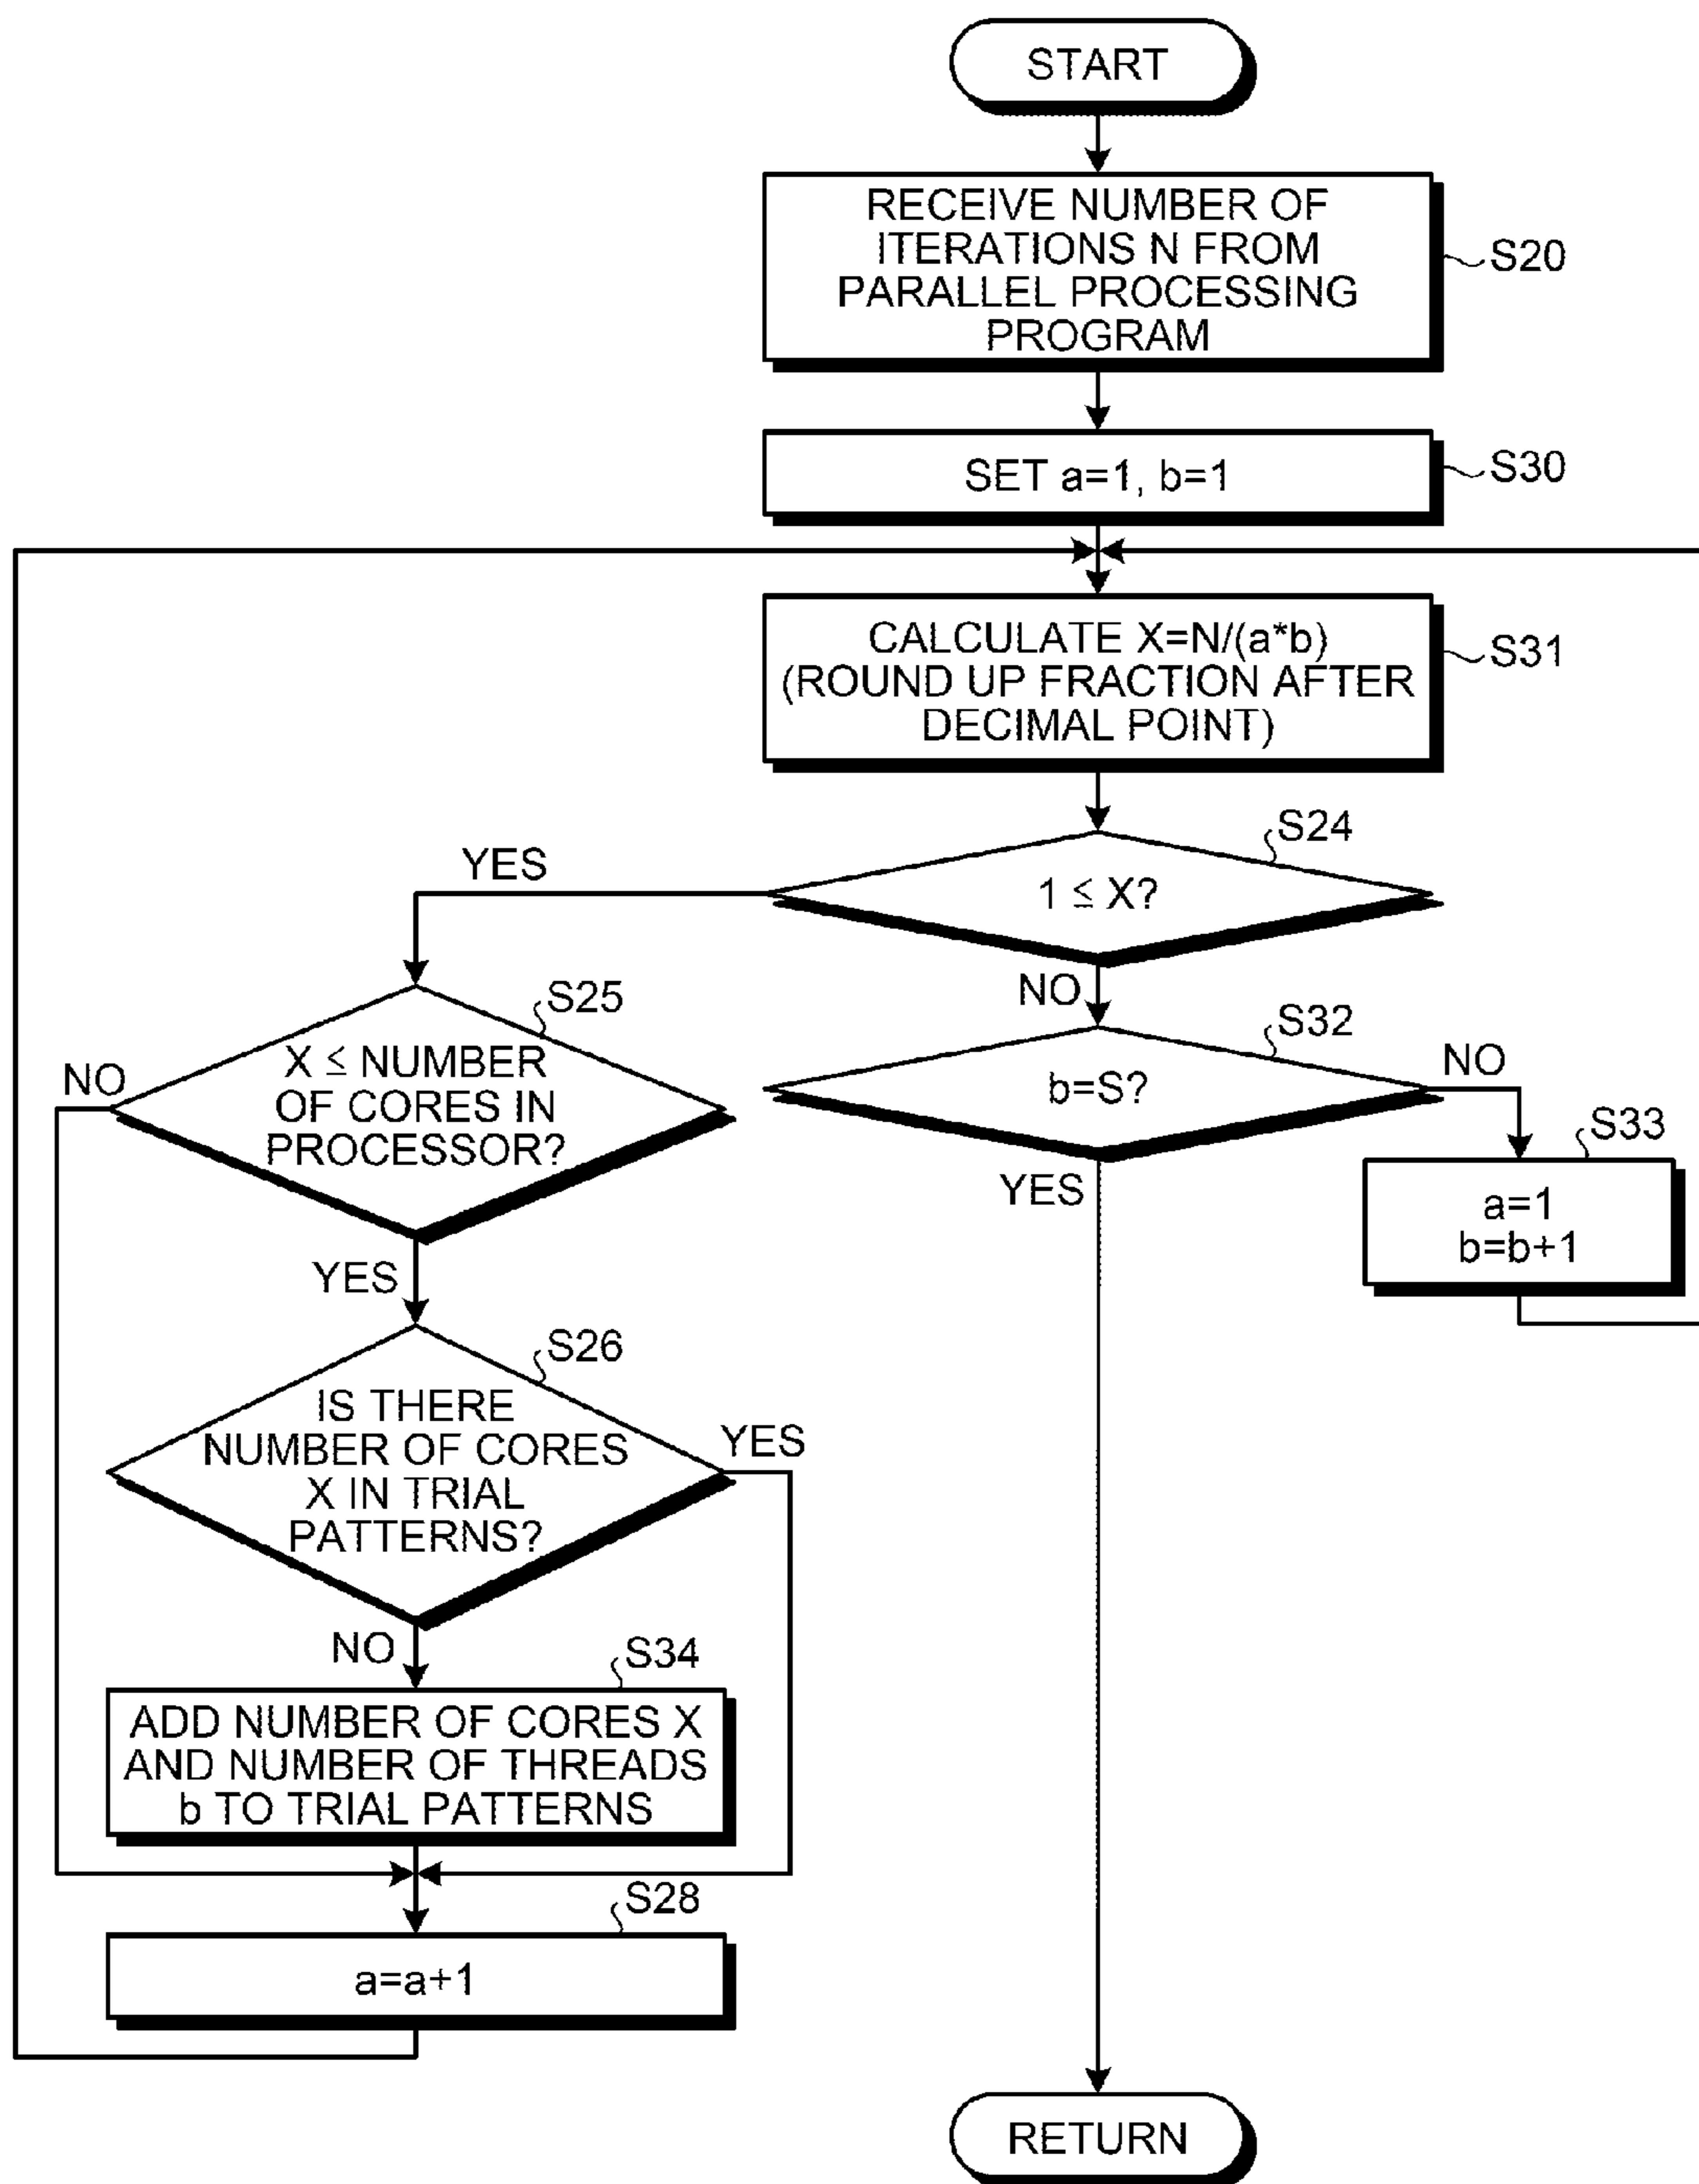 START
RECEIVE NUMBER OF
ITERATIONS N FROM
PARALLEL PROCESSING
PROGRAM
S20
SET a=1, b=1
S30
CALCULATE X=N/(a*b)
(ROUND UP FRACTION AFTER
DECIMAL POINT)
S31
S24
YES
1 ≦ X?
NO
S25
X ≦ NUMBER
OF CORES IN
PROCESSOR?
NO
YES
S32
b=S?
NO
YES
S33
a=1
b=b+1
S26
IS THERE
NUMBER OF CORES
X IN TRIAL
PATTERNS?
YES
NO
S34
ADD NUMBER OF CORES X
AND NUMBER OF THREADS
b TO TRIAL PATTERNS
S28
a=a+1
RETURN